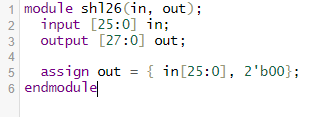 1 module shl26(in, out);
2   input [25:0] in;
3   output [27:0] out;
4
5   assign out = { in[25:0], 2'b00};
6 endmodule